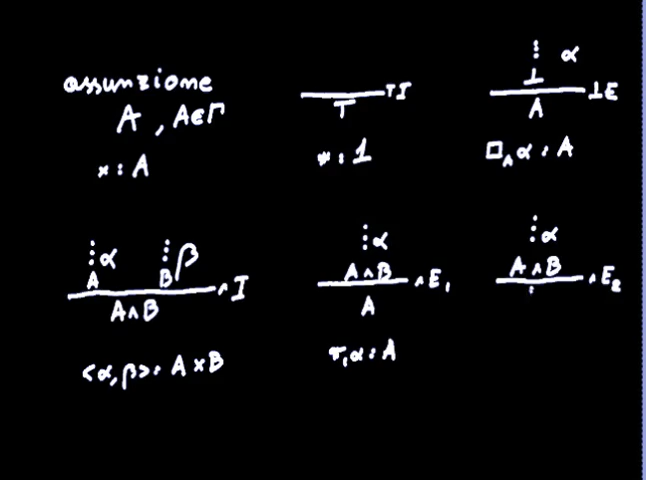 assunzione
A , A∈Γ
x : A
⊤I
⊤
* : 1
⋮ α
⊥
⊥E
A
□_A α : A
⋮ α ⋮ β
A B
∧I
A∧B
<α, β> : A × B
⋮ α
A∧B
∧E₁
A
π₁α : A
⋮ α
A∧B
∧E₂